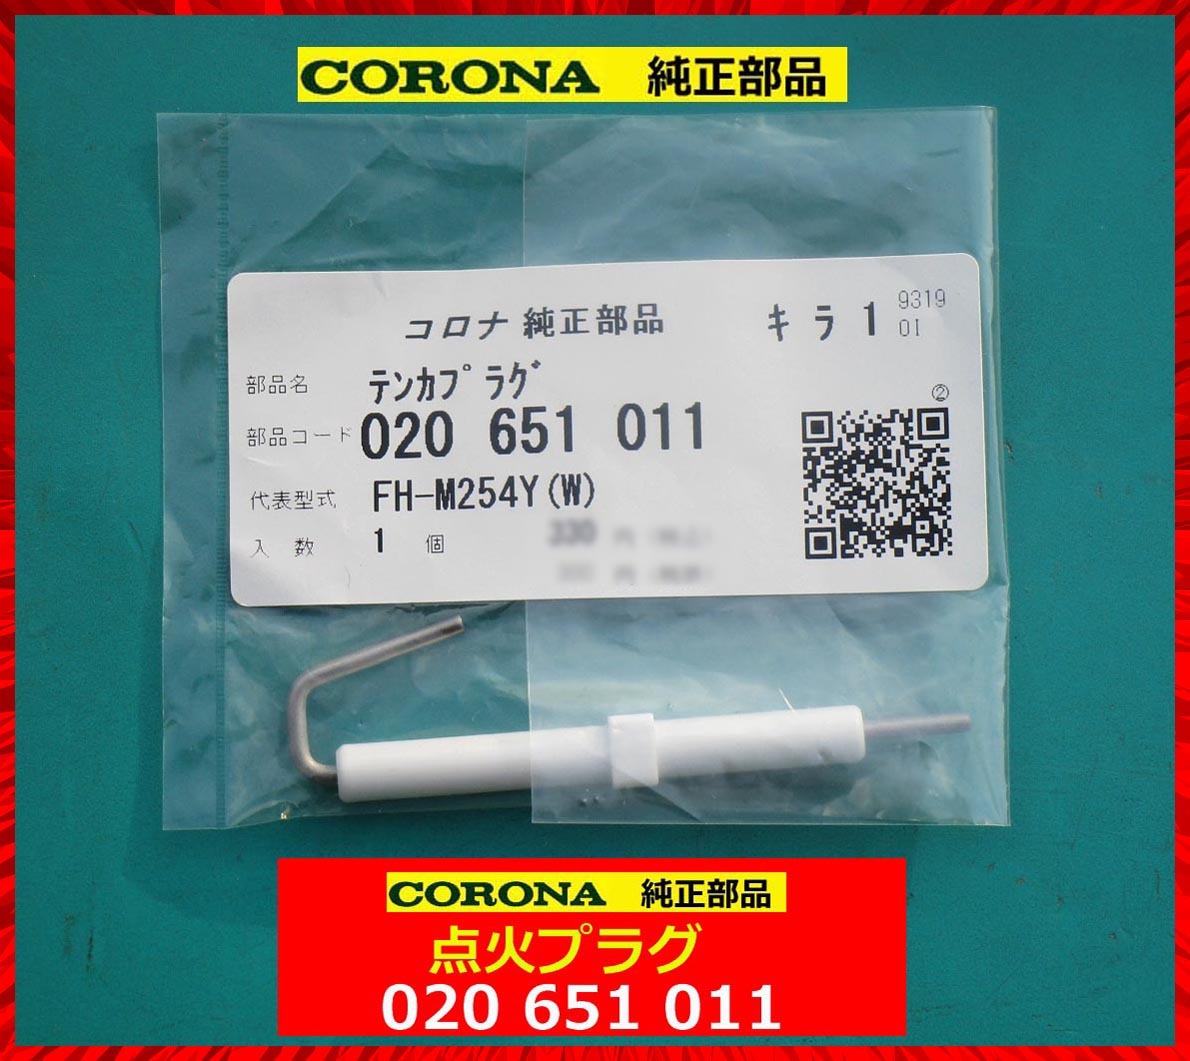 CORONA 純正部品
コロナ 純正部品 キラ1 9319
01
部品名 テンカプラグ
②
部品コード 020 651 011
代表型式 FH-M254Y(W)
入数 1 個
CORONA 純正部品
点火プラグ
020 651 011